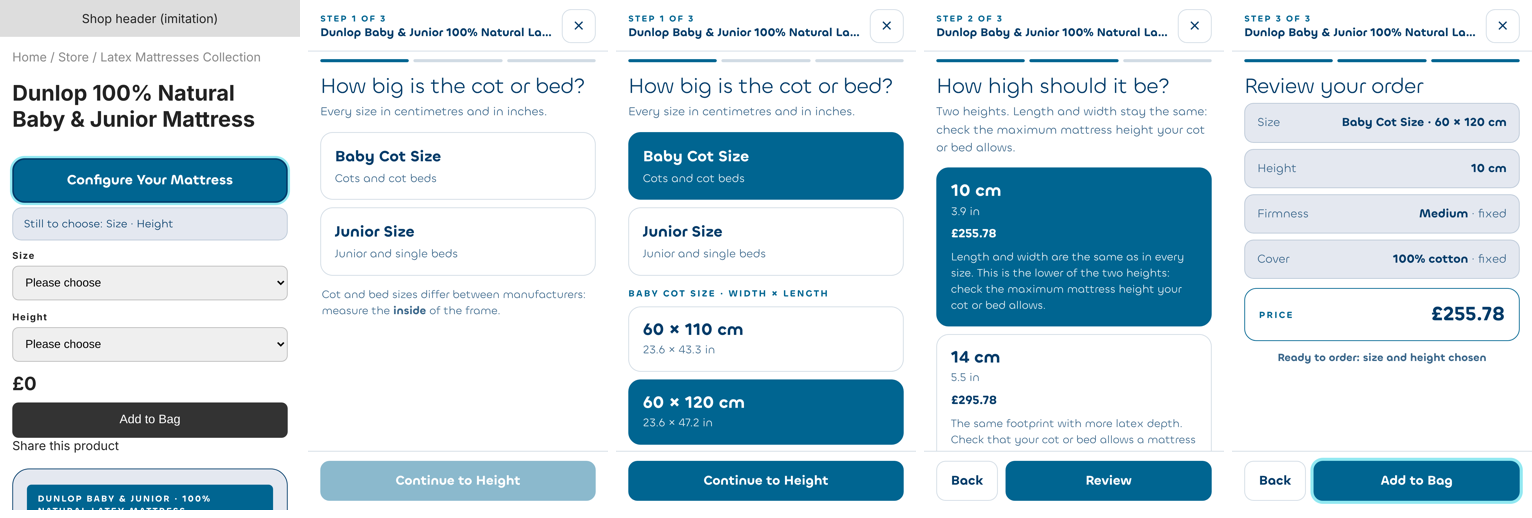 Shop header (imitation)
Home / Store / Latex Mattresses Collection
Dunlop 100% Natural
Baby & Junior Mattress
Configure Your Mattress
Still to choose: Size · Height
Size
Please choose
Height
Please choose
£0
Add to Bag
Share this product
DUNLOP BABY & JUNIOR · 100%
NATURAL LATEX MATTRESS
STEP 1 OF 3
Dunlop Baby & Junior 100% Natural La...
×
How big is the cot or bed?
Every size in centimetres and in inches.
Baby Cot Size
Cots and cot beds
Junior Size
Junior and single beds
Cot and bed sizes differ between manufacturers:
measure the inside of the frame.
Continue to Height
STEP 1 OF 3
Dunlop Baby & Junior 100% Natural La...
×
How big is the cot or bed?
Every size in centimetres and in inches.
Baby Cot Size
Cots and cot beds
Junior Size
Junior and single beds
BABY COT SIZE · WIDTH × LENGTH
60 × 110 cm
23.6 × 43.3 in
60 × 120 cm
23.6 × 47.2 in
Continue to Height
STEP 2 OF 3
Dunlop Baby & Junior 100% Natural La...
×
How high should it be?
Two heights. Length and width stay the same:
check the maximum mattress height your cot
or bed allows.
10 cm
3.9 in
£255.78
Length and width are the same as in every
size. This is the lower of the two heights:
check the maximum mattress height your
cot or bed allows.
14 cm
5.5 in
£295.78
The same footprint with more latex depth.
Check that your cot or bed allows a mattress
Back
Review
STEP 3 OF 3
Dunlop Baby & Junior 100% Natural La...
×
Review your order
Size
Baby Cot Size · 60 × 120 cm
Height
10 cm
Firmness
Medium · fixed
Cover
100% cotton · fixed
PRICE
£255.78
Ready to order: size and height chosen
Back
Add to Bag